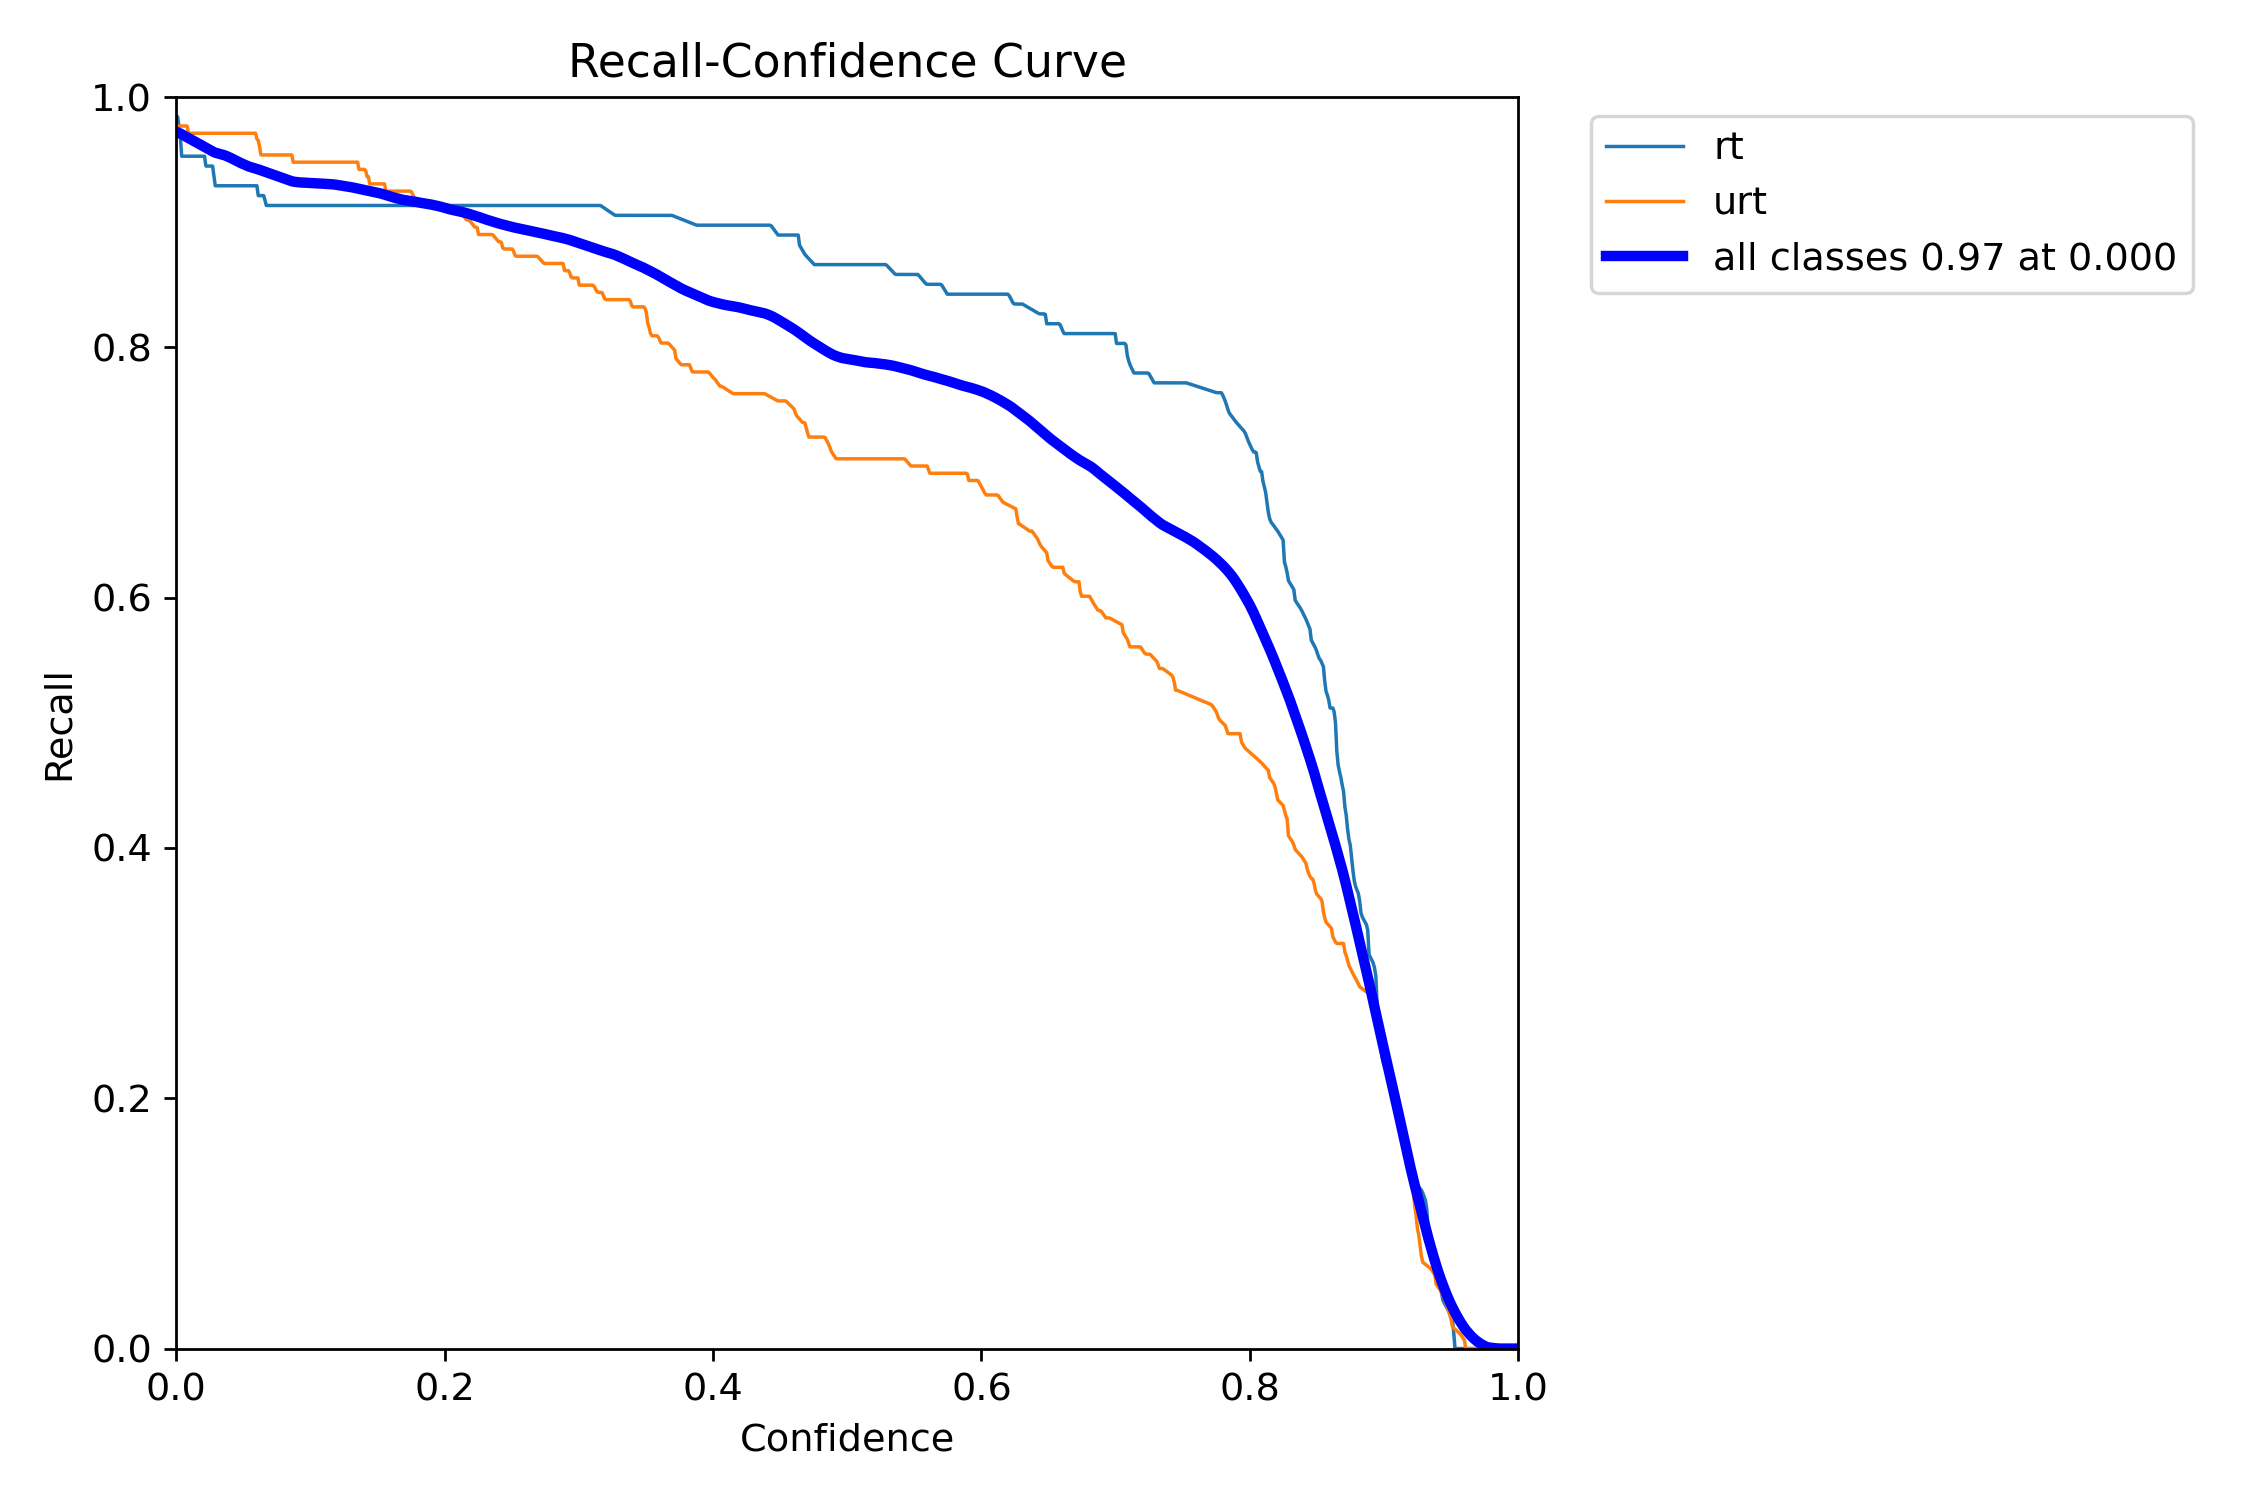 Recall-Confidence Curve
1.0
0.8
0.6
0.4
0.2
0.0
Recall
0.0 0.2 0.4 0.6 0.8 1.0
Confidence
rt
urt
all classes 0.97 at 0.000